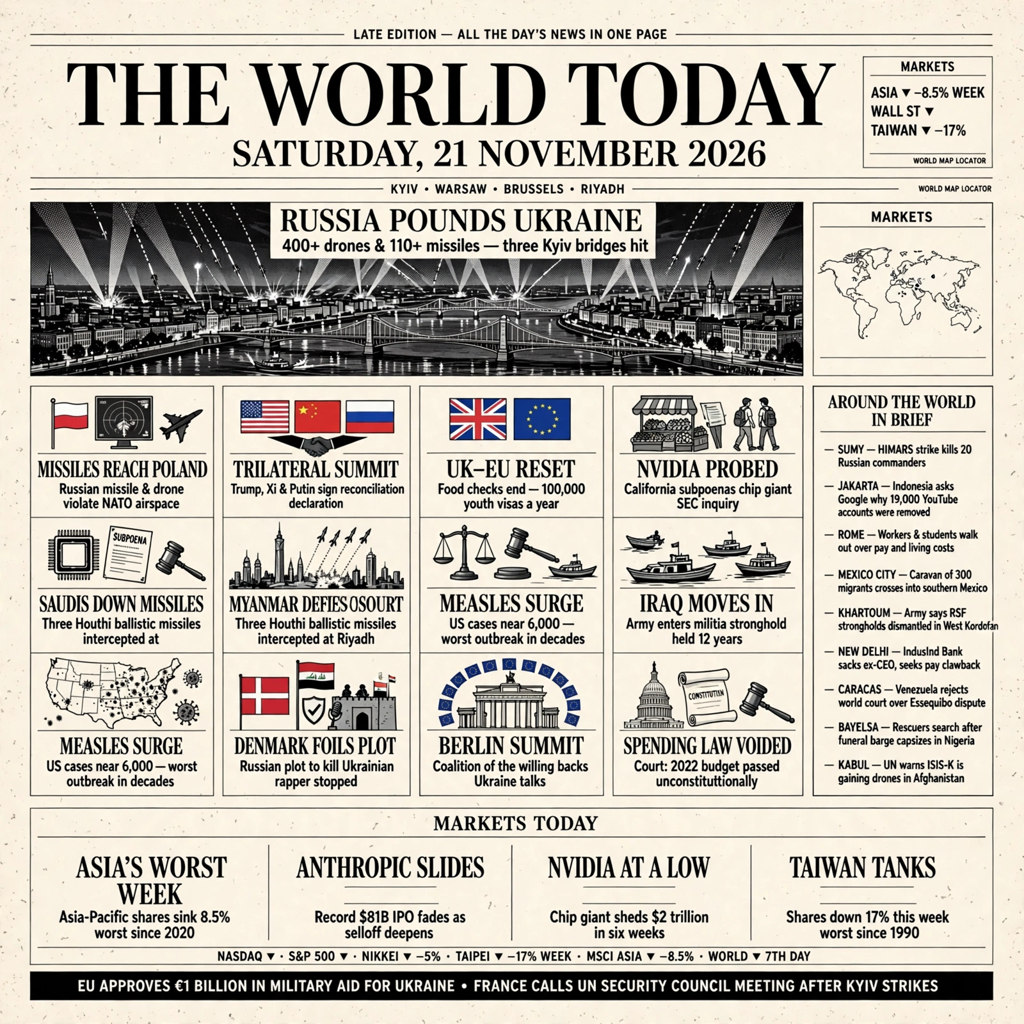 LATE EDITION — ALL THE DAY'S NEWS IN ONE PAGE
THE WORLD TODAY
SATURDAY, 21 NOVEMBER 2026
MARKETS
ASIA ▼ –8.5% WEEK
WALL ST ▼
TAIWAN ▼ –17%
WORLD MAP LOCATOR
KYIV • WARSAW • BRUSSELS • RIYADH
WORLD MAP LOCATOR
RUSSIA POUNDS UKRAINE
400+ drones & 110+ missiles — three Kyiv bridges hit
MARKETS
MISSILES REACH POLAND
Russian missile & drone
violate NATO airspace
TRILATERAL SUMMIT
Trump, Xi & Putin sign reconciliation
declaration
UK–EU RESET
Food checks end — 100,000
youth visas a year
NVIDIA PROBED
California subpoenas chip giant
SEC inquiry
SUBPOENA
SAUDIS DOWN MISSILES
Three Houthi ballistic missiles
intercepted at
MYANMAR DEFIES OSOURT
Three Houthi ballistic missiles
intercepted at Riyadh
MEASLES SURGE
US cases near 6,000 —
worst outbreak in decades
IRAQ MOVES IN
Army enters militia stronghold
held 12 years
MEASLES SURGE
US cases near 6,000 — worst
outbreak in decades
DENMARK FOILS PLOT
Russian plot to kill Ukrainian
rapper stopped
BERLIN SUMMIT
Coalition of the willing backs
Ukraine talks
CONSTITUTION
SPENDING LAW VOIDED
Court: 2022 budget passed
unconstituttionally
AROUND THE WORLD
IN BRIEF
— SUMY — HIMARS strike kills 20
Russian commanders
— JAKARTA — Indonesia asks
Google why 19,000 YouTube
accounts were removed
— ROME — Workers & students walk
out over pay and living costs
— MEXICO CITY — Caravan of 300
migrants crosses into southern Mexico
— KHARTOUM — Army says RSF
strongholds dismantled in West Kordofan
— NEW DELHI — IndusInd Bank
sacks ex-CEO, seeks pay clawback
— CARACAS — Venezuela rejects
world court over Essequibo dispute
— BAYELSA — Rescuers search after
funeral barge capsizes in Nigeria
— KABUL — UN warns ISIS-K is
gaining drones in Afghanistan
MARKETS TODAY
ASIA'S WORST
WEEK
Asia-Pacific shares sink 8.5%
worst since 2020
ANTHROPIC SLIDES
Record $81B IPO fades as
selloff deepens
NVIDIA AT A LOW
Chip giant sheds $2 trillion
in six weeks
TAIWAN TANKS
Shares down 17% this week
worst since 1990
NASDAQ ▼ · S&P 500 ▼ · NIKKEI ▼ –5% · TAIPEI ▼ –17% WEEK · MSCI ASIA ▼ –8.5% · WORLD ▼ 7TH DAY
EU APPROVES €1 BILLION IN MILITARY AID FOR UKRAINE • FRANCE CALLS UN SECURITY COUNCIL MEETING AFTER KYIV STRIKES